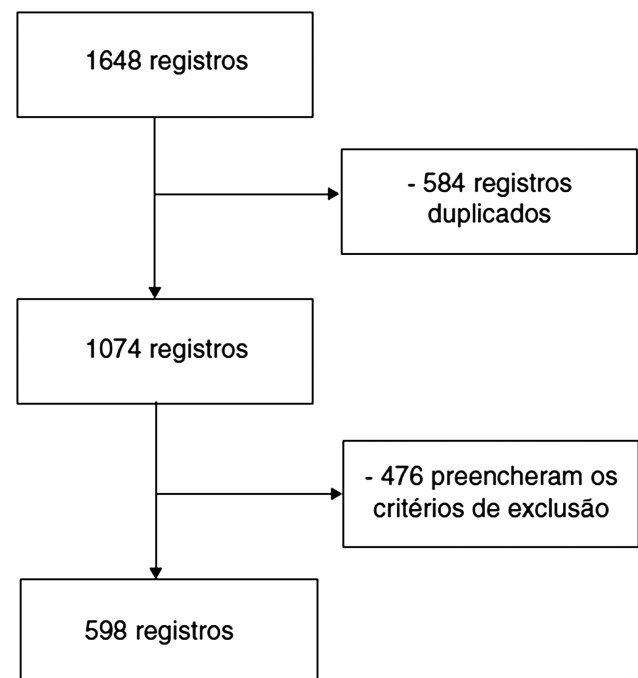 1648 registros
- 584 registros
duplicados
1074 registros
- 476 preencheram os
critérios de exclusão
598 registros